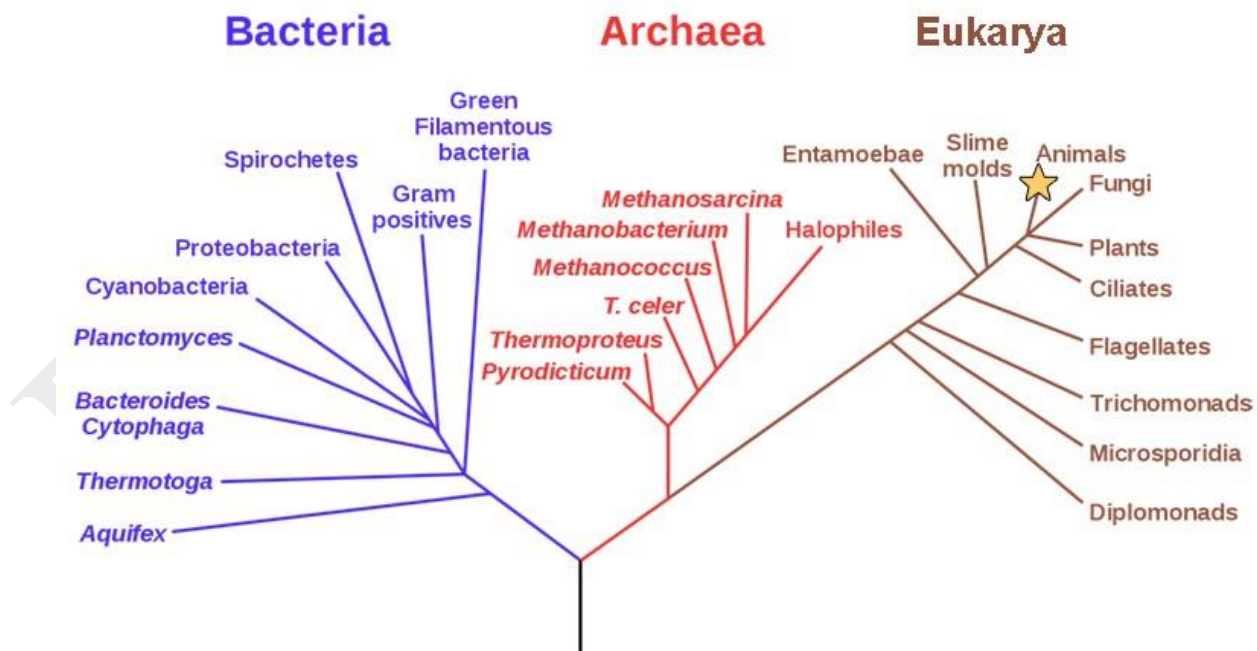 Bacteria
Archaea
Eukarya
Green
Filamentous
bacteria
Spirochetes
Gram
positives
Proteobacteria
Cyanobacteria
Planctomyces
Bacteroides
Cytophaga
Thermotoga
Aquifex
Methanosarcina
Methanobacterium
Halophiles
Methanococcus
T. celer
Thermoproteus
Pyrodicticum
Entamoebae
Slime
molds
Animals
Fungi
Plants
Ciliates
Flagellates
Trichomonads
Microsporidia
Diplomonads